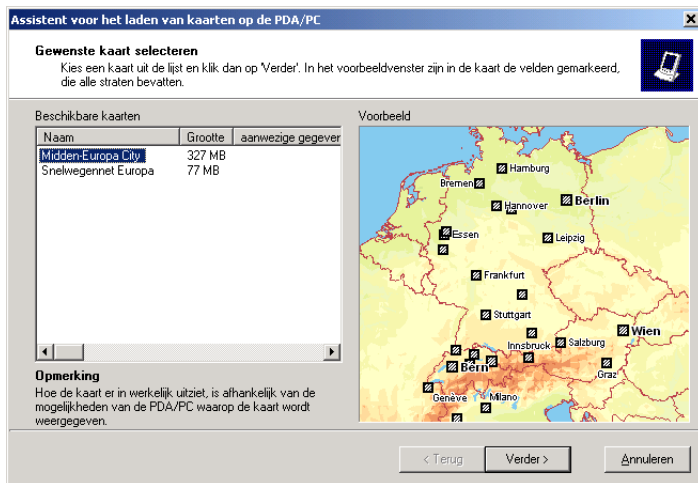 Assistent voor het laden van kaarten op de PDA/PC
Gewenste kaart selecteren
Kies een kaart uit de lijst en klik dan op 'Verder'. In het voorbeeldvenster zijn in de kaart de velden gemarkeerd,
die alle straten bevatten.
Beschikbare kaarten
Naam Grootte aanwezige gegever
Midden-Europa City 327 MB
Snelwegennet Europa 77 MB
Opmerking
Hoe de kaart er in werkelijk uitziet, is afhankelijk van de
mogelijkheden van de PDA/PC waarop de kaart wordt
weergegeven.
Voorbeeld
Hamburg
Bremen
Hannover
Berlin
Essen
Leipzig
Frankfurt
Stuttgart
Wien
Innsbruck
Salzburg
Bern
Graz
Genève
Milano
< Terug
Verder >
Annuleren